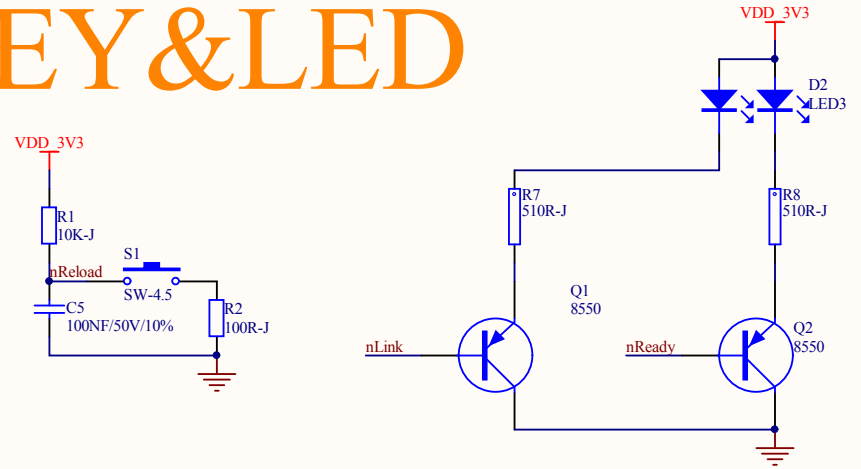 EY&LED
VDD_3V3
D2
LED3
VDD_3V3
R7
510R-J
R8
510R-J
R1
10K-J
S1
nReload
SW-4.5
C5
100NF/50V/10%
R2
100R-J
Q1
8550
Q2
8550
nLink
nReady